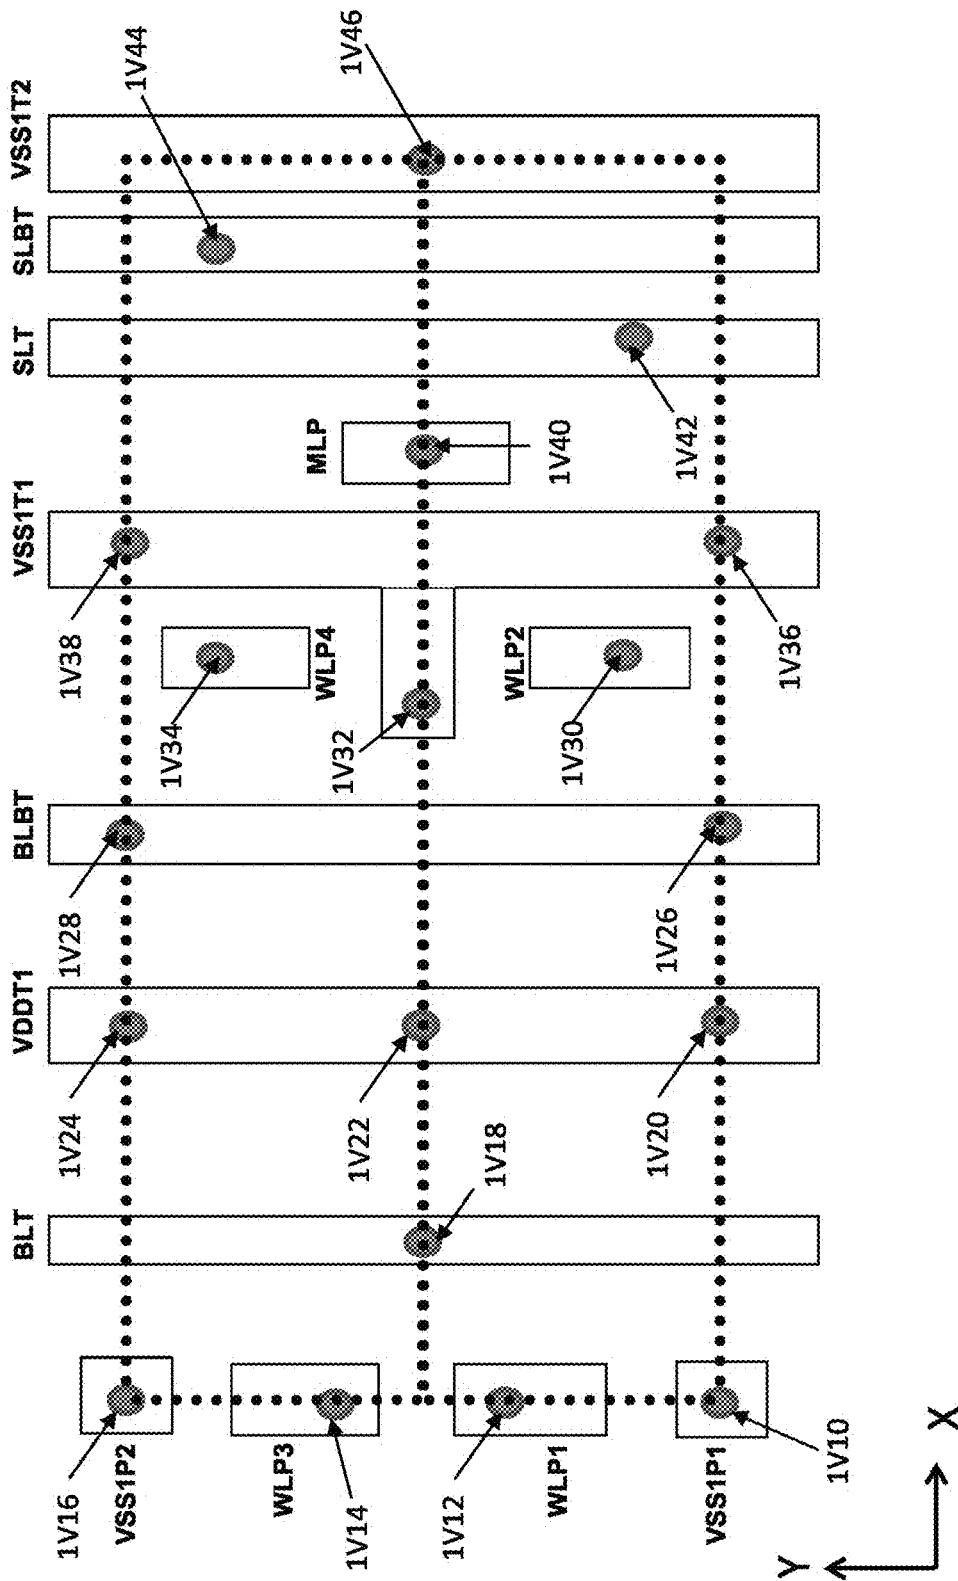 VSS1T2
SLBT
SLT
VSS1T1
BLBT
VDDT1
BLT
1V44
1V46
MLP
1V40
1V42
1V38
WLP4
WLP2
1V36
1V34
1V32
1V30
1V28
1V26
1V24
1V22
1V20
1V18
VSS1P2
WLP3
WLP1
VSS1P1
1V16
1V14
1V12
1V10
Y
X